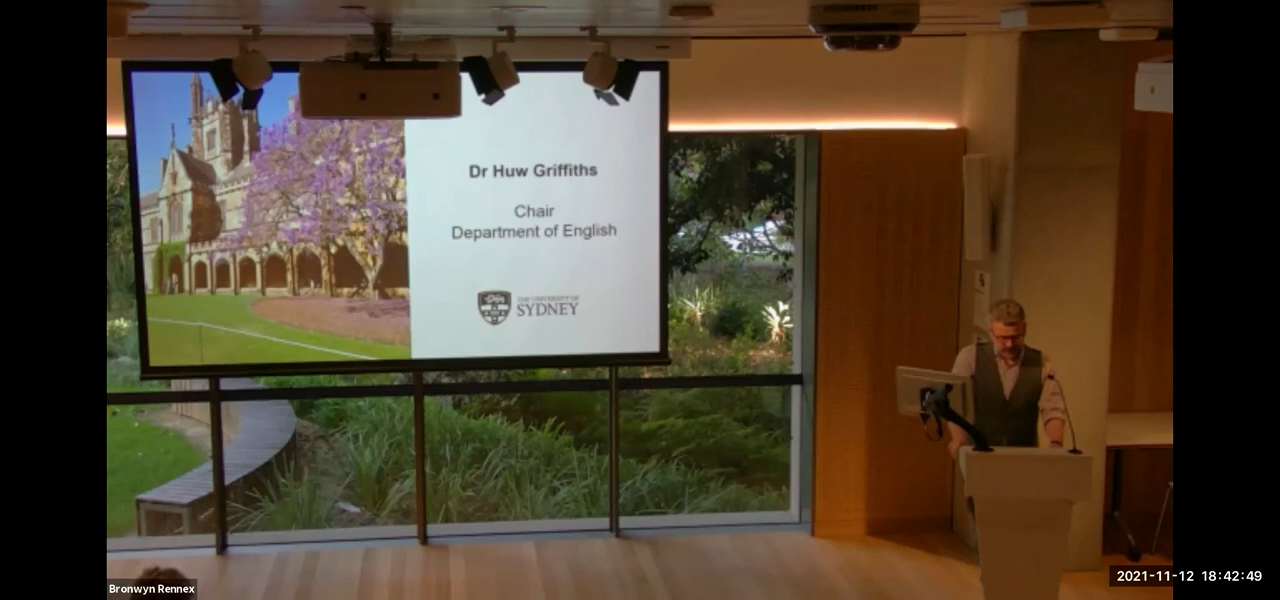 Dr Huw Griffiths
Chair
Department of English
THE UNIVERSITY OF
SYDNEY
Bronwyn Rennex
2021-11-12 18:42:49